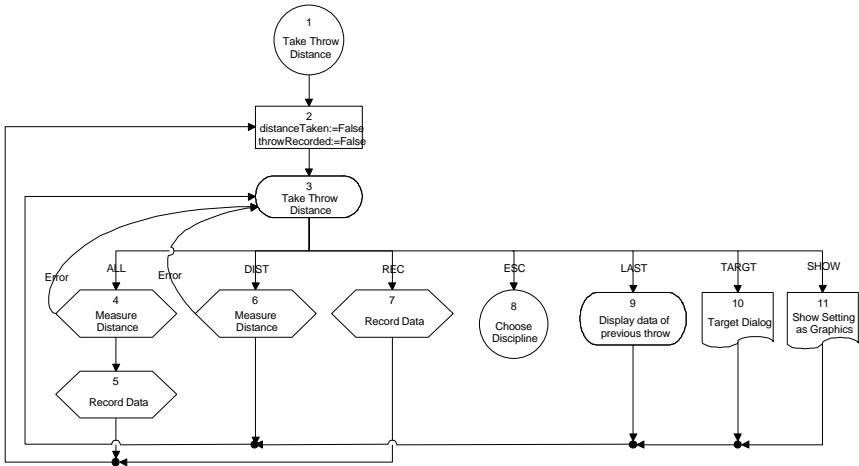 1
Take Throw
Distance
2
distanceTaken:=False
throwRecorded:=False
3
Take Throw
Distance
Error
ALL
Error
DIST
REC
ESC
LAST
TARGT
SHOW
4
Measure
Distance
6
Measure
Distance
7
Record Data
8
Choose
Discipline
9
Display data of
previous throw
10
Target Dialog
11
Show Setting
as Graphics
5
Record Data